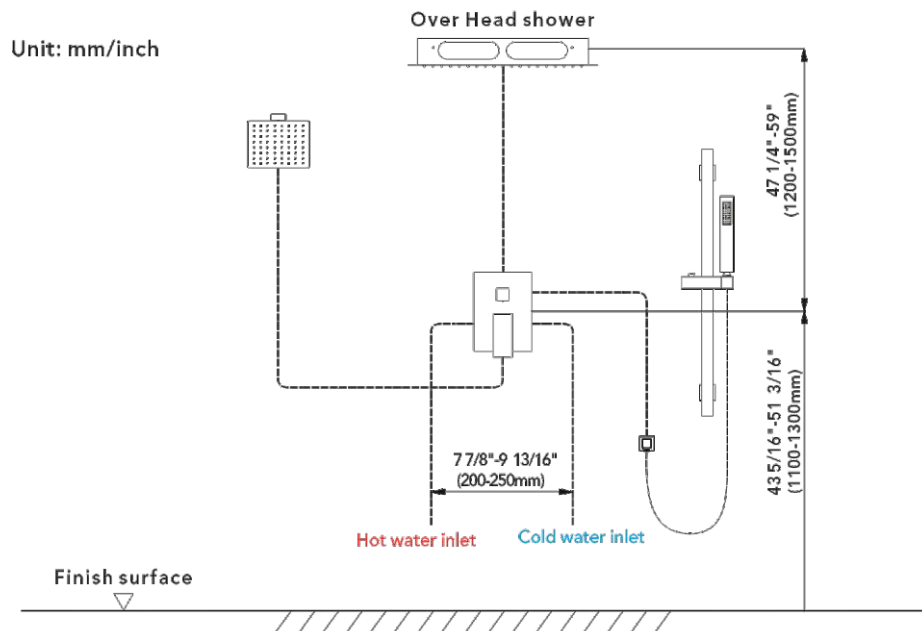 Over Head shower
Unit: mm/inch
47 1/4"-59"
(1200-1500mm)
43 5/16"-51 3/16"
(1100-1300mm)
7 7/8"-9 13/16"
(200-250mm)
Hot water inlet
Cold water inlet
Finish surface